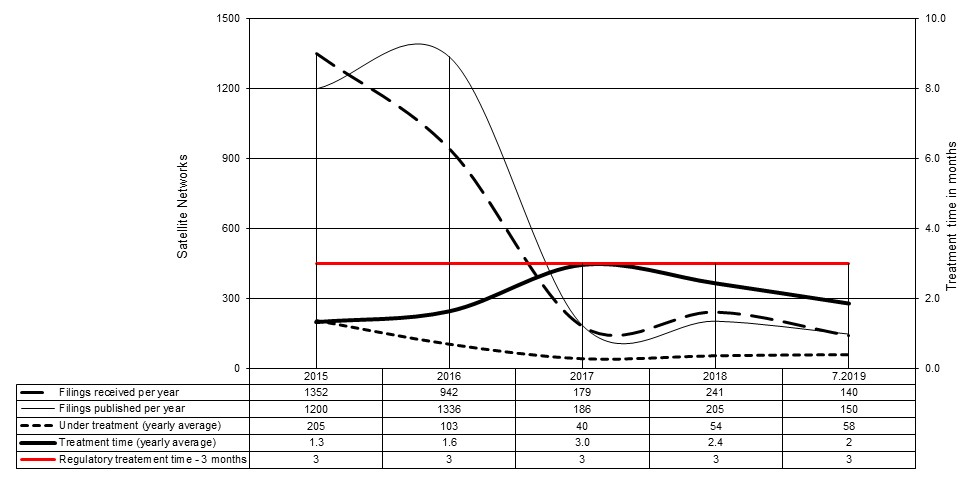 1500 10.0
1200 8.0
900 6.0
600 4.0
300 2.0
0 0.0
Satellite Networks
Treatment time in months
2015 2016 2017 2018 7.2019
Filings received per year 1352 942 179 241 140
Filings published per year 1200 1336 186 205 150
Under treatment (yearly average) 205 103 40 54 58
Treatment time (yearly average) 1.3 1.6 3.0 2.4 2
Regulatory treatement time - 3 months 3 3 3 3 3